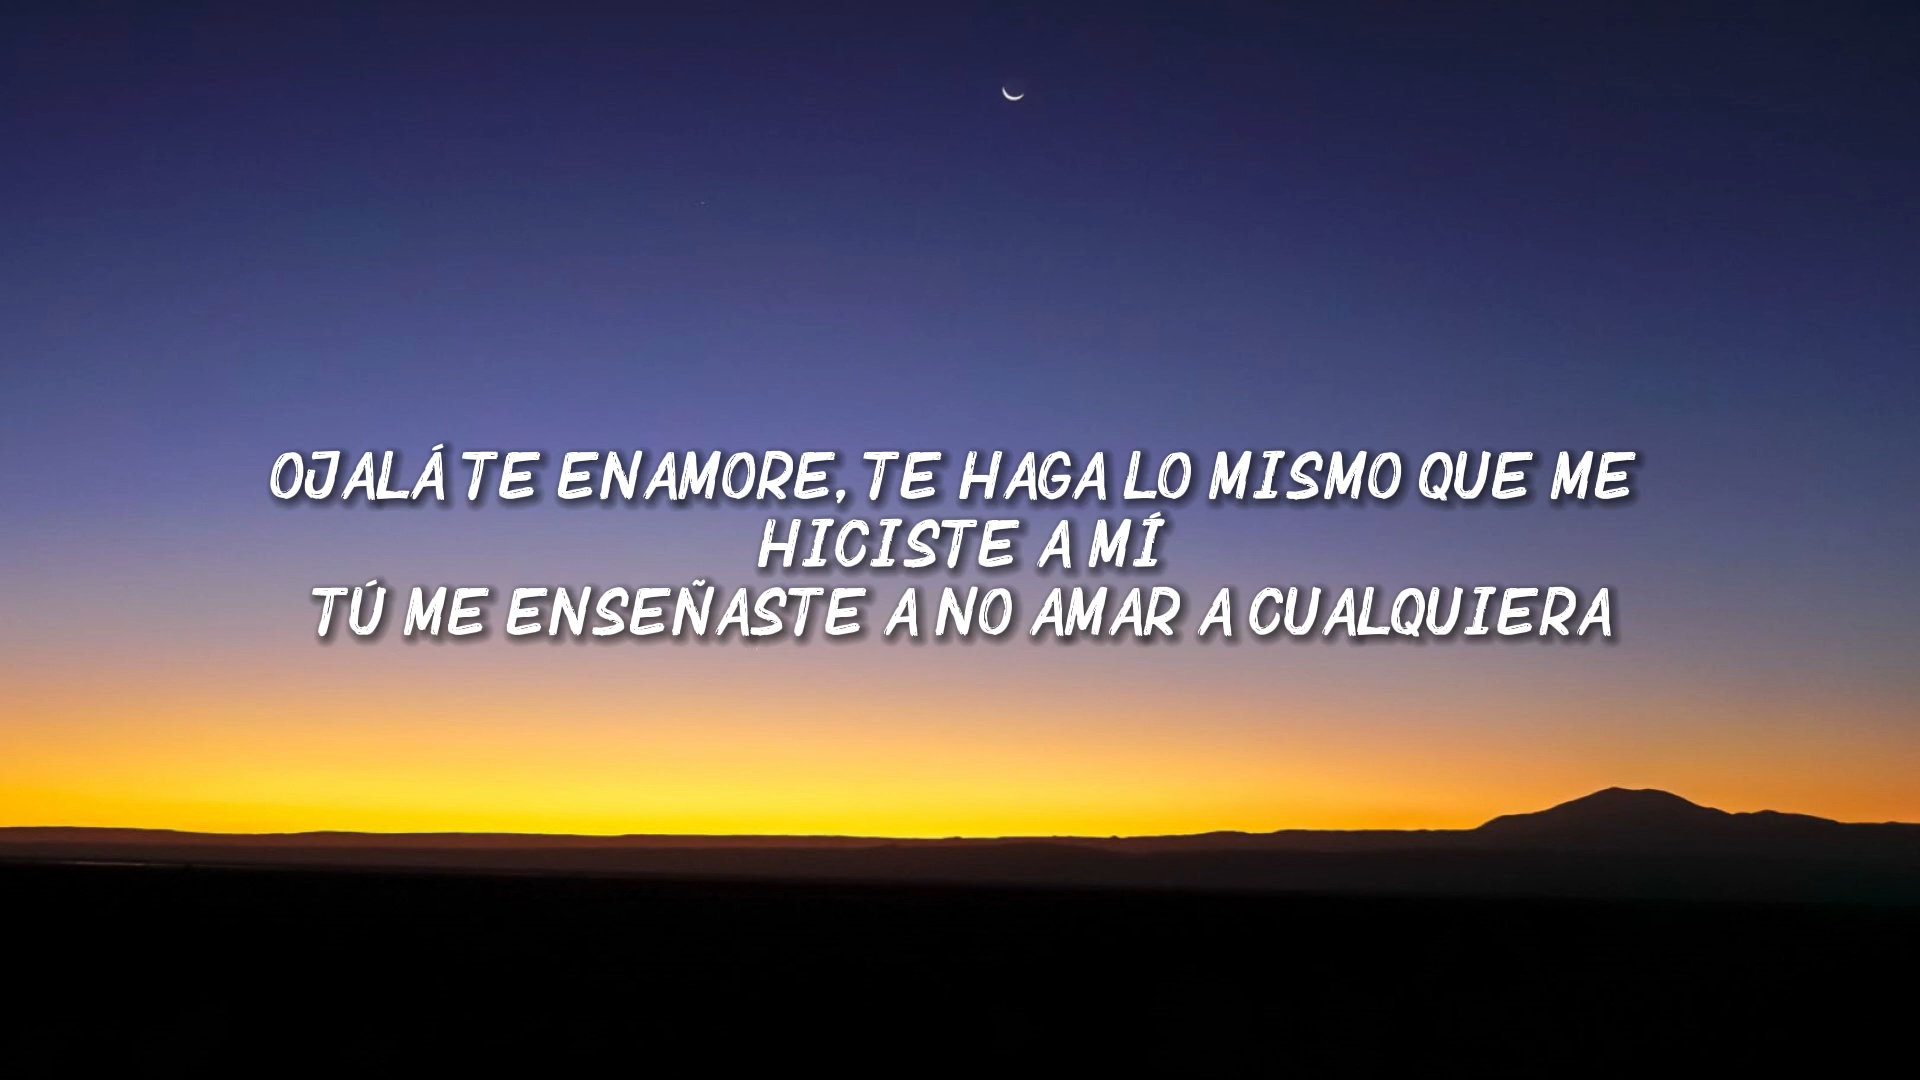 OJALÁ TE ENAMORE, TE HAGA LO MISMO QUE ME
HICISTE A MÍ
TÚ ME ENSEÑASTE A NO AMAR A CUALQUIERA